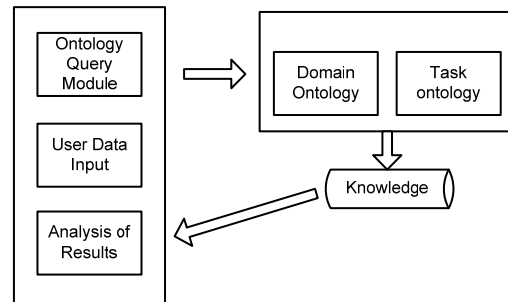 Ontology
Query
Module
User Data
Input
Analysis of
Results
Domain
Ontology
Task
ontology
Knowledge